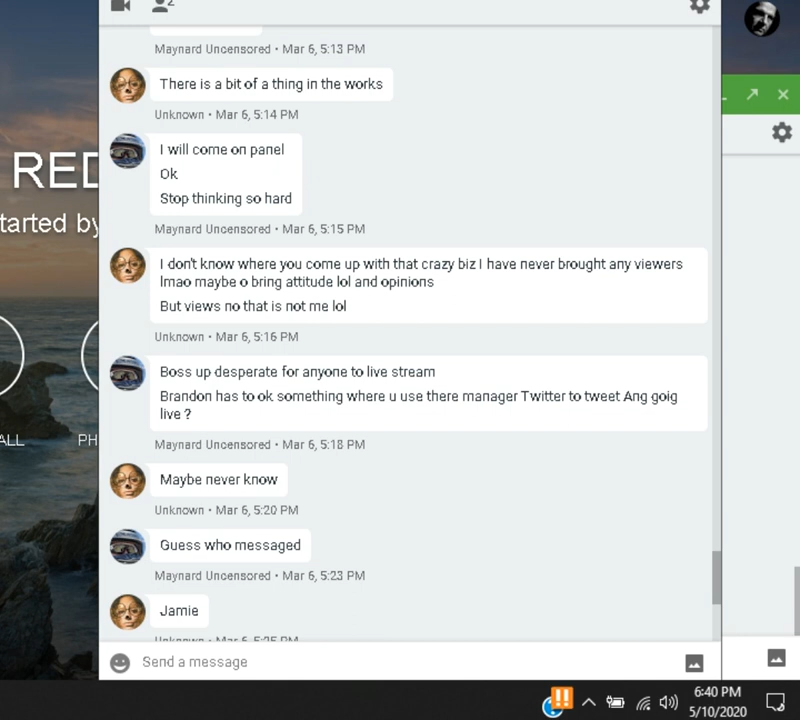 2
Maynard Uncensored • Mar 6, 5:13 PM
There is a bit of a thing in the works
Unknown • Mar 6, 5:14 PM
I will come on panel
Ok
Stop thinking so hard
RED
tarted by
Maynard Uncensored • Mar 6, 5:15 PM
I don't know where you come up with that crazy biz I have never brought any viewers
lmao maybe o bring attitude lol and opinions
But views no that is not me lol
Unknown • Mar 6, 5:16 PM
Boss up desperate for anyone to live stream
Brandon has to ok something where u use there manager Twitter to tweet Ang goig
live ?
ALL
PH
Maynard Uncensored • Mar 6, 5:18 PM
Maybe never know
Unknown • Mar 6, 5:20 PM
Guess who messaged
Maynard Uncensored • Mar 6, 5:23 PM
Jamie
Unknown • Mar 6, 5:25 PM
Send a message
6:40 PM
5/10/2020